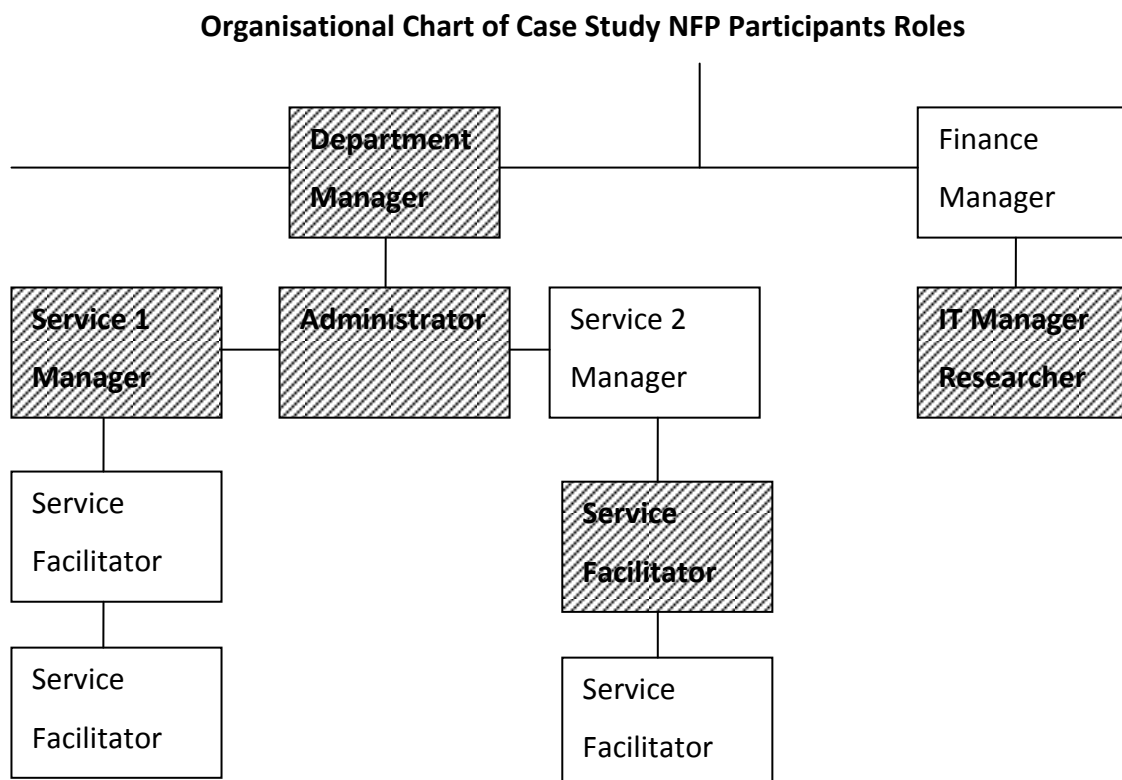 Organisational Chart of Case Study NFP Participants Roles
Department
Manager
Finance
Manager
Service 1
Manager
Administrator
Service 2
Manager
IT Manager
Researcher
Service
Facilitator
Service
Facilitator
Service
Facilitator
Service
Facilitator